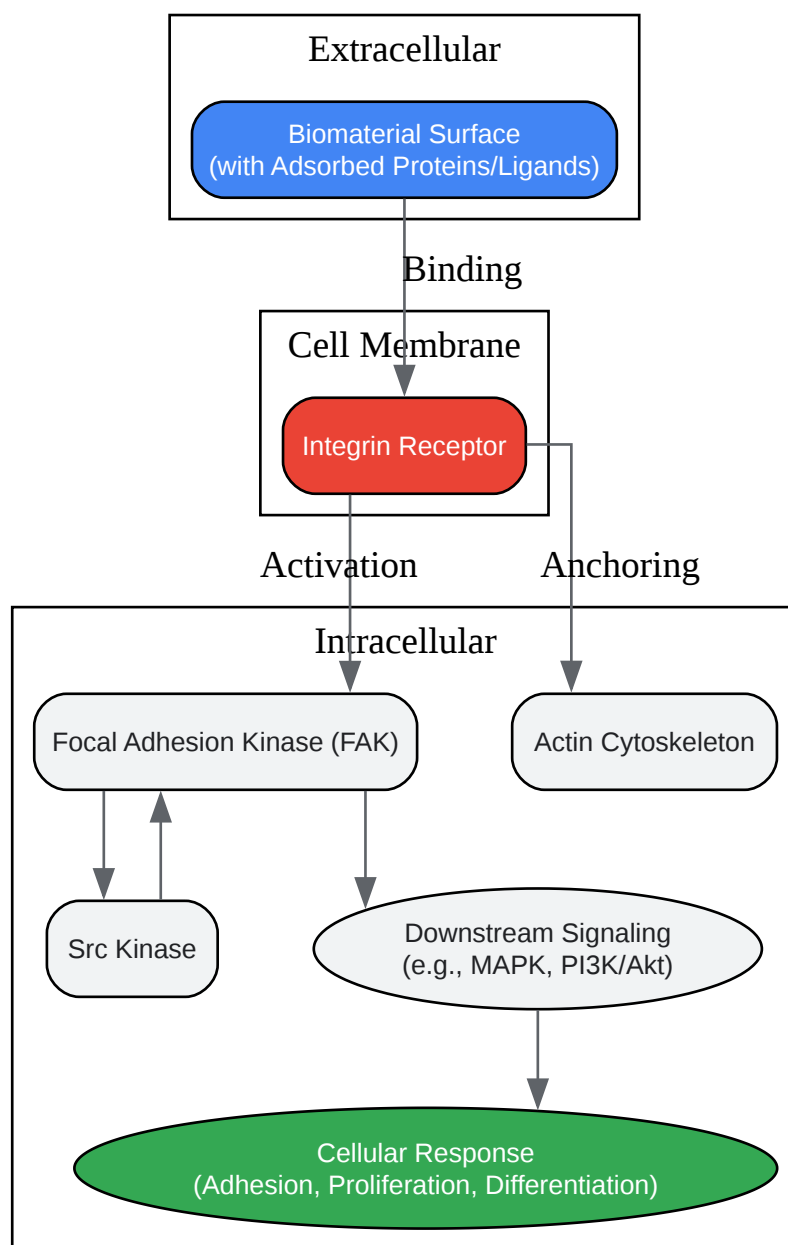 Extracellular
Biomaterial Surface
(with Adsorbed Proteins/Ligands)
Binding
Cell Membrane
Integrin Receptor
Activation
Anchoring
Intracellular
Focal Adhesion Kinase (FAK)
Actin Cytoskeleton
Src Kinase
Downstream Signaling
(e.g., MAPK, PI3K/Akt)
Cellular Response
(Adhesion, Proliferation, Differentiation)